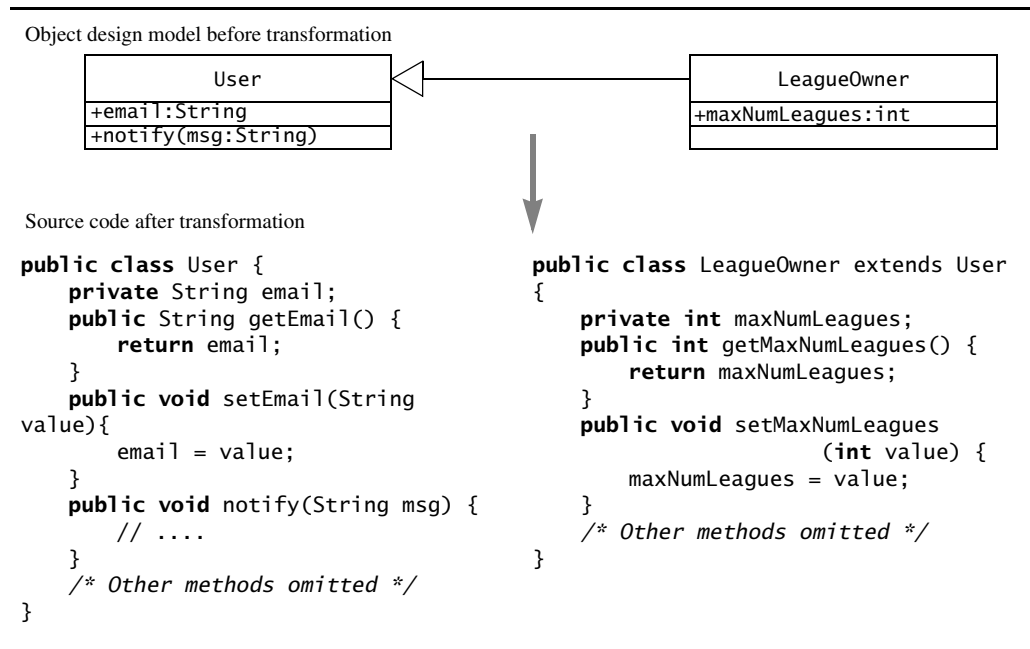 Object design model before transformation
User
+email:String
+notify(msg:String)
LeagueOwner
+maxNumLeagues:int
Source code after transformation
public class User {
    private String email;
    public String getEmail() {
        return email;
    }
    public void setEmail(String
value){
        email = value;
    }
    public void notify(String msg) {
        // ....
    }
    /* Other methods omitted */
}
public class LeagueOwner extends User
{
    private int maxNumLeagues;
    public int getMaxNumLeagues() {
        return maxNumLeagues;
    }
    public void setMaxNumLeagues
                    (int value) {
        maxNumLeagues = value;
    }
    /* Other methods omitted */
}